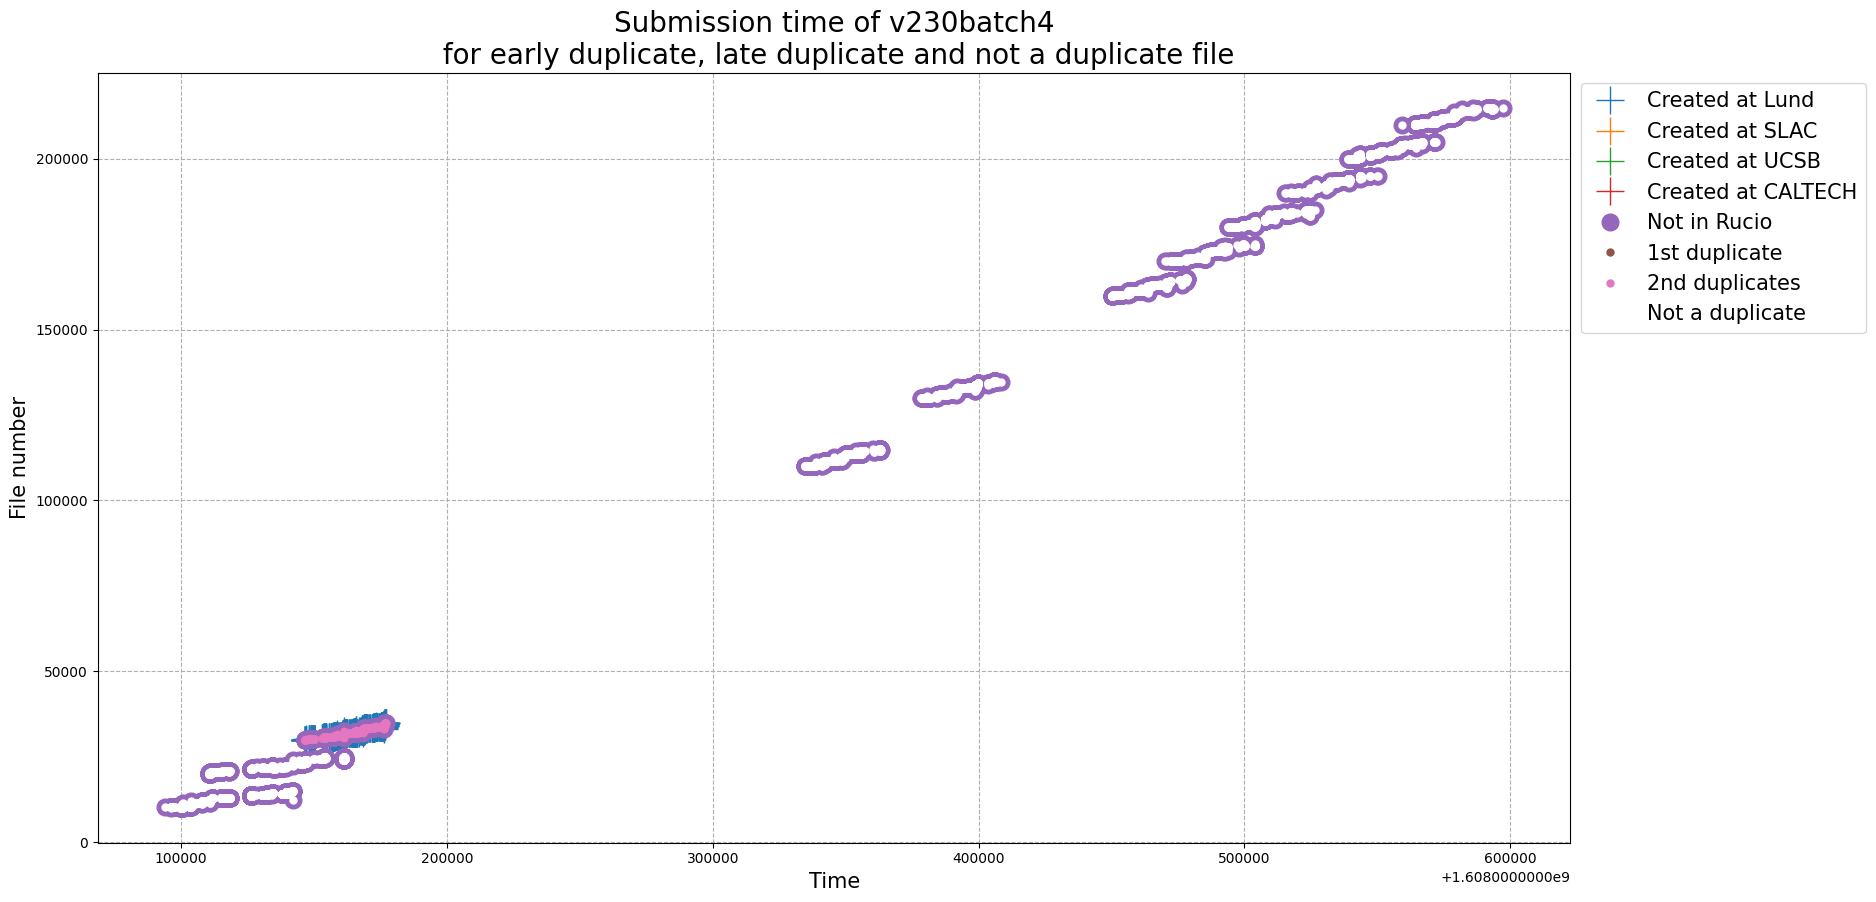 Submission time of v230batch4
for early duplicate, late duplicate and not a duplicate file
Created at Lund
Created at SLAC
Created at UCSB
Created at CALTECH
Not in Rucio
1st duplicate
2nd duplicates
Not a duplicate
File number
200000
150000
100000
50000
0
100000
200000
300000
400000
500000
600000
Time
+1.6080000000e9